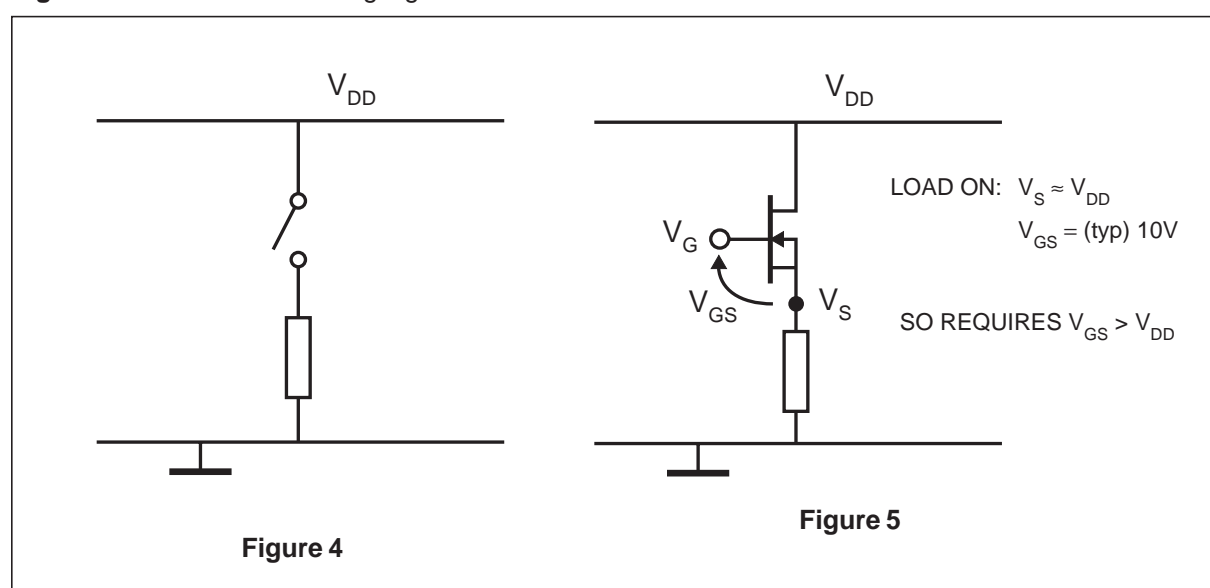 V_DD
V_DD
LOAD ON: V_S ≈ V_DD
V_GS = (typ) 10V
V_G
V_GS
V_S
SO REQUIRES V_GS > V_DD
Figure 4
Figure 5